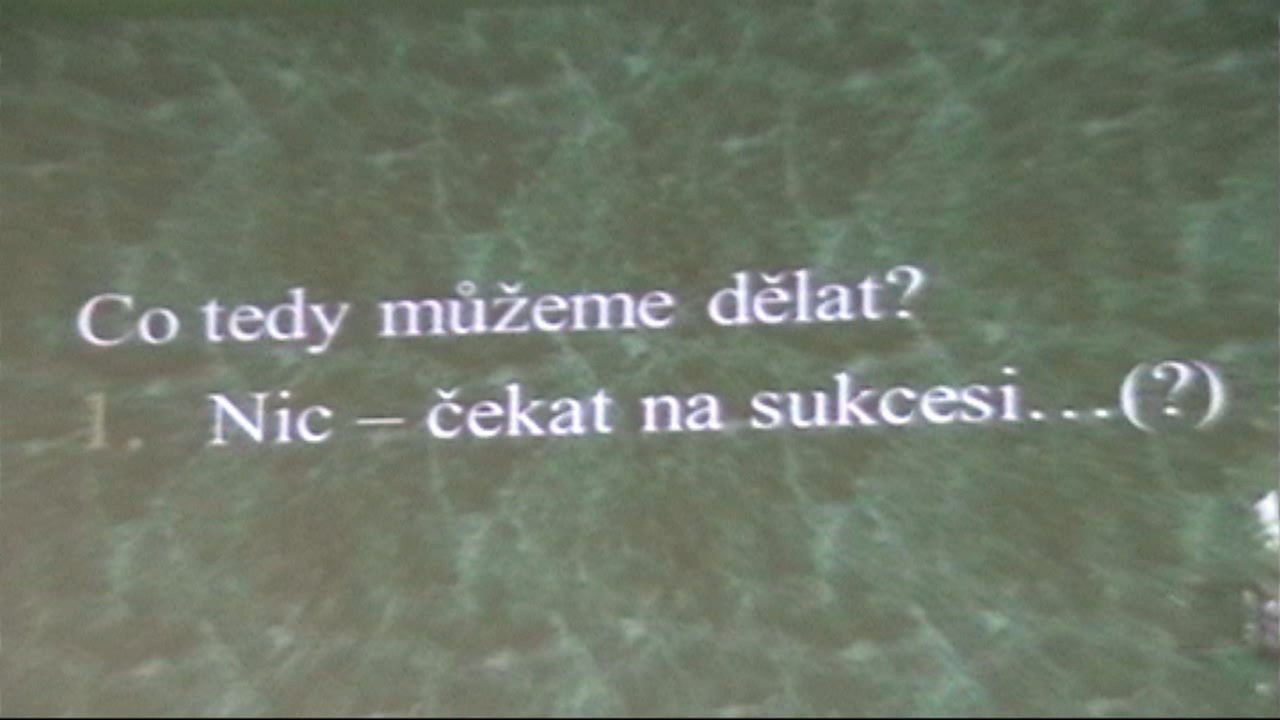 Co tedy můžeme dělat?
1. Nic – čekat na sukcesi…(?)